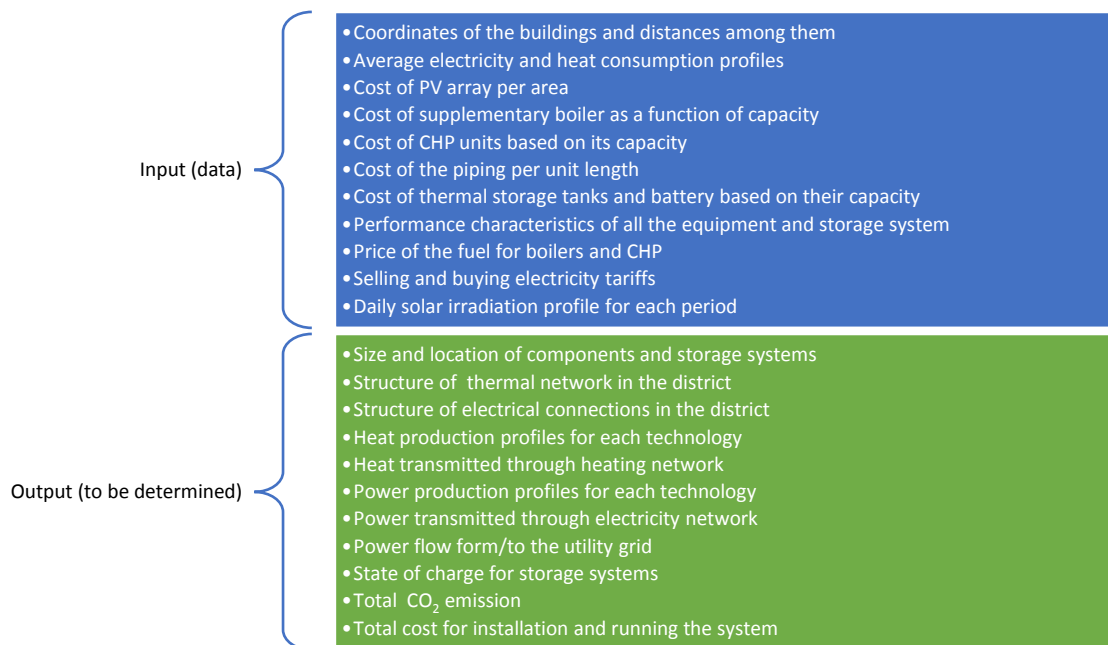 Input (data)
•Coordinates of the buildings and distances among them
•Average electricity and heat consumption profiles
•Cost of PV array per area
•Cost of supplementary boiler as a function of capacity
•Cost of CHP units based on its capacity
•Cost of the piping per unit length
•Cost of thermal storage tanks and battery based on their capacity
•Performance characteristics of all the equipment and storage system
•Price of the fuel for boilers and CHP
•Selling and buying electricity tariffs
•Daily solar irradiation profile for each period
Output (to be determined)
•Size and location of components and storage systems
•Structure of thermal network in the district
•Structure of electrical connections in the district
•Heat production profiles for each technology
•Heat transmitted through heating network
•Power production profiles for each technology
•Power transmitted through electricity network
•Power flow form/to the utility grid
•State of charge for storage systems
•Total CO₂ emission
•Total cost for installation and running the system